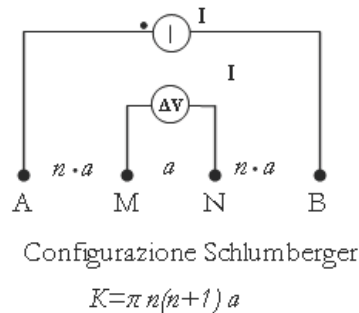 I
I
I
ΔV
n · a a n · a
A M N B
Configurazione Schlumberger
K=π n(n+1) a